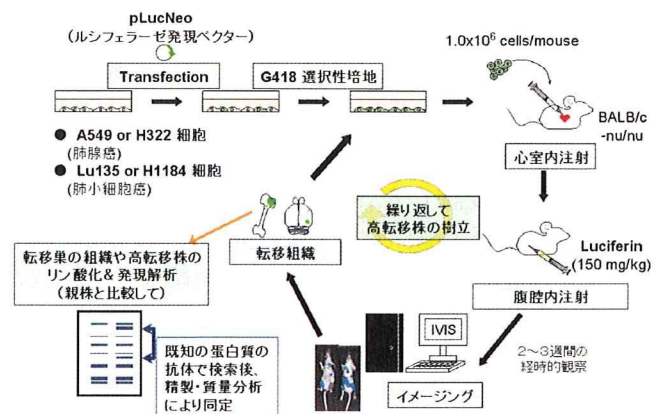 pLucNeo
(ルシフェラーゼ発現ベクター)
Transfection
G418 選択性培地
1.0x10⁶ cells/mouse
BALB/c
-nu/nu
● A549 or H322 細胞
(肺腺癌)
● Lu135 or H1184 細胞
(肺小細胞癌)
心室内注射
繰り返して
高転移株の樹立
Luciferin
(150 mg/kg)
腹腔内注射
転移組織
転移巣の組織や高転移株の
リン酸化&発現解析
(親株と比較して)
IVIS
2〜3週間の
経時的観察
イメージング
既知の蛋白質の
抗体で検索後、
精製・質量分析
により同定